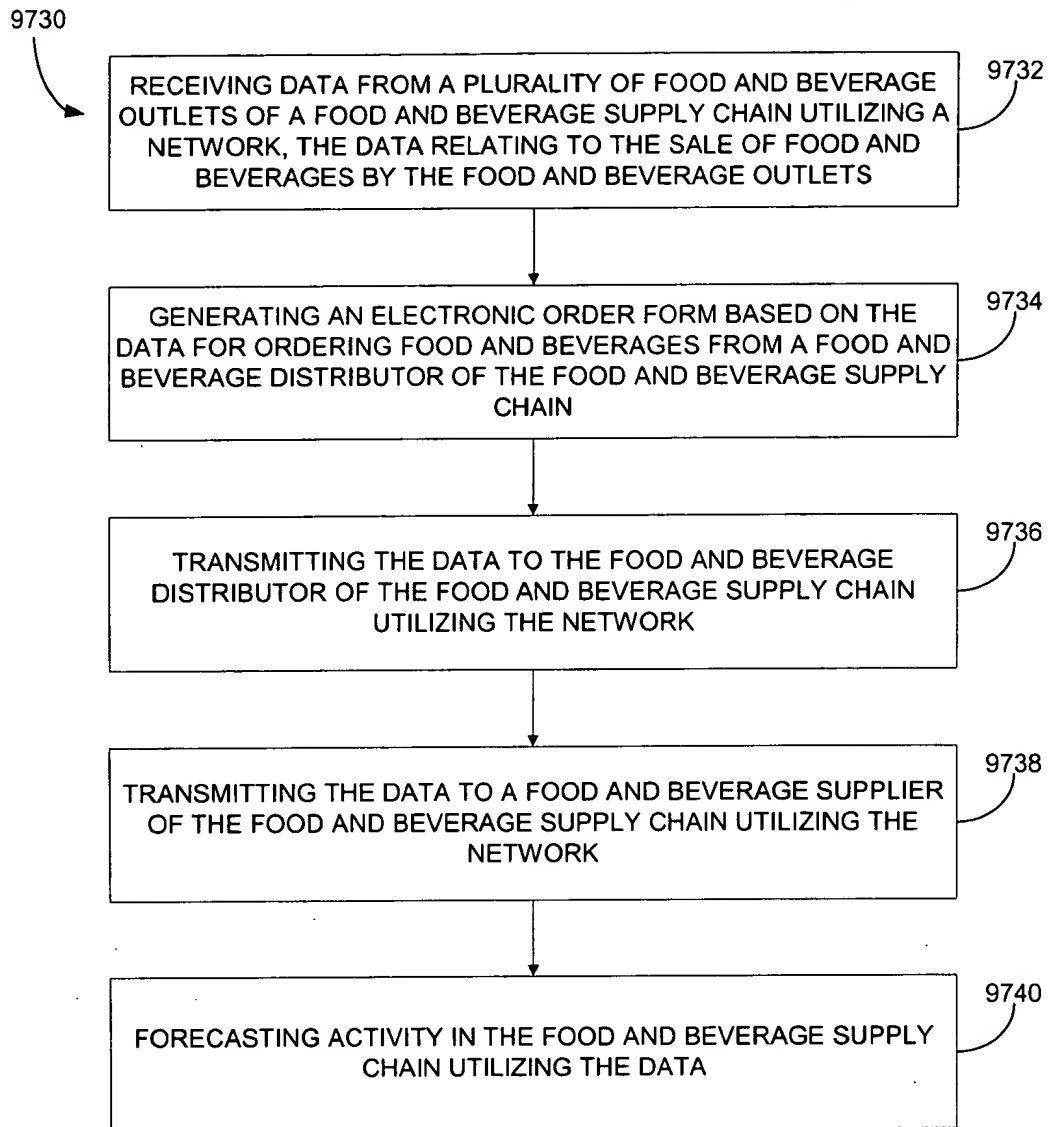 9730
9732
RECEIVING DATA FROM A PLURALITY OF FOOD AND BEVERAGE
OUTLETS OF A FOOD AND BEVERAGE SUPPLY CHAIN UTILIZING A
NETWORK, THE DATA RELATING TO THE SALE OF FOOD AND
BEVERAGES BY THE FOOD AND BEVERAGE OUTLETS
9734
GENERATING AN ELECTRONIC ORDER FORM BASED ON THE
DATA FOR ORDERING FOOD AND BEVERAGES FROM A FOOD AND
BEVERAGE DISTRIBUTOR OF THE FOOD AND BEVERAGE SUPPLY
CHAIN
9736
TRANSMITTING THE DATA TO THE FOOD AND BEVERAGE
DISTRIBUTOR OF THE FOOD AND BEVERAGE SUPPLY CHAIN
UTILIZING THE NETWORK
9738
TRANSMITTING THE DATA TO A FOOD AND BEVERAGE SUPPLIER
OF THE FOOD AND BEVERAGE SUPPLY CHAIN UTILIZING THE
NETWORK
9740
FORECASTING ACTIVITY IN THE FOOD AND BEVERAGE SUPPLY
CHAIN UTILIZING THE DATA